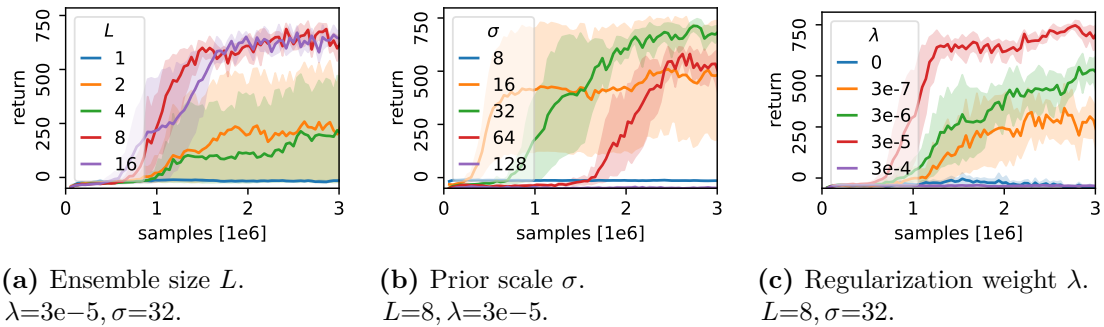 750
500
250
0
return
L
1
2
4
8
16
0
1
2
3
samples [1e6]
750
500
250
0
return
σ
8
16
32
64
128
0
1
2
3
samples [1e6]
750
500
250
0
return
λ
0
3e-7
3e-6
3e-5
3e-4
0
1
2
3
samples [1e6]
(a) Ensemble size L.
λ=3e−5, σ=32.
(b) Prior scale σ.
L=8, λ=3e−5.
(c) Regularization weight λ.
L=8, σ=32.